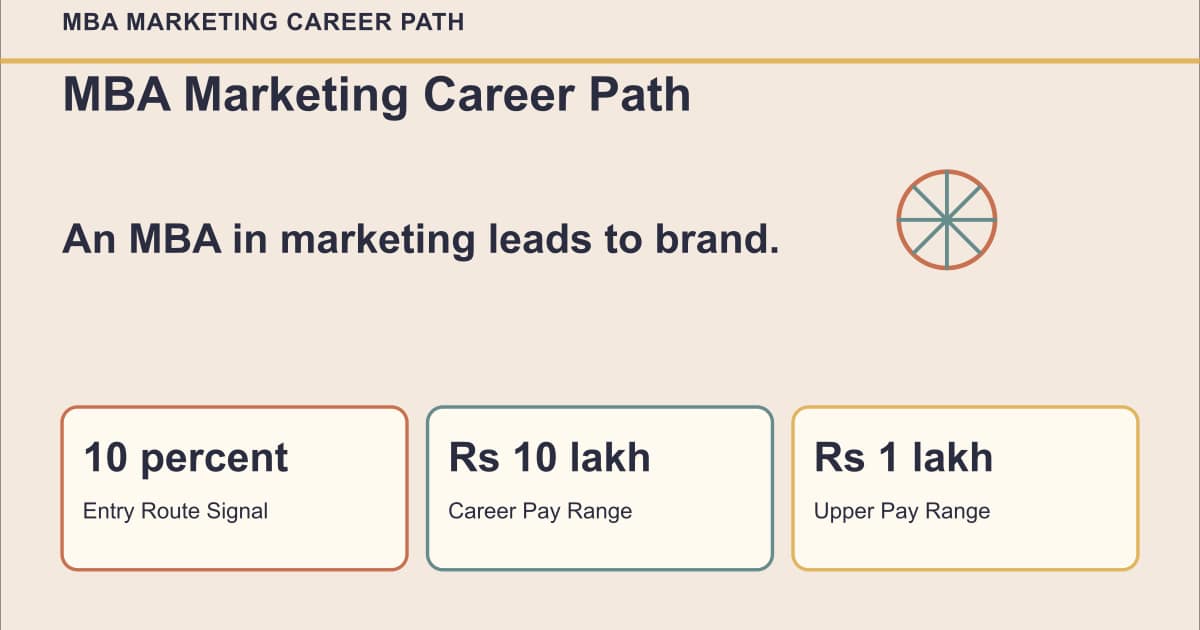 MBA MARKETING CAREER PATH
MBA Marketing Career Path
An MBA in marketing leads to brand.
10 percent
Entry Route Signal
Rs 10 lakh
Career Pay Range
Rs 1 lakh
Upper Pay Range